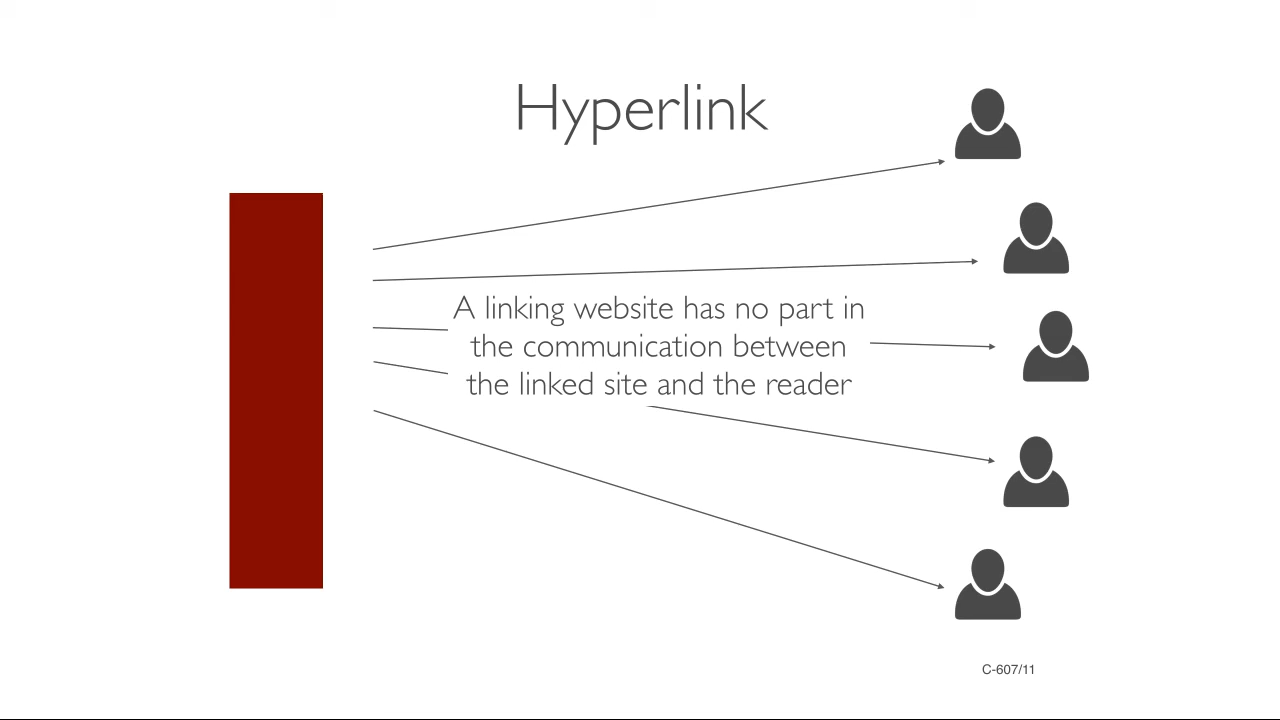 Hyperlink
A linking website has no part in
the communication between
the linked site and the reader
C-607/11